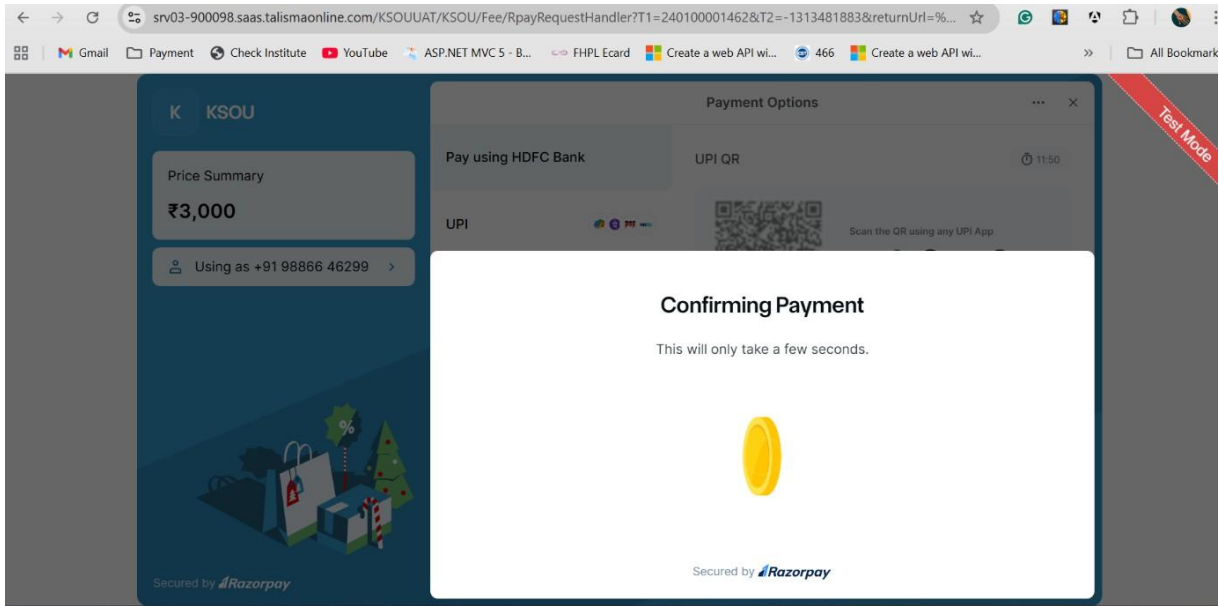 srv03-900098.saas.talismaonline.com/KSOUUAT/KSOU/Fee/RpayRequestHandler?T1=240100001462&T2=-1313481883&returnUrl=%...
Gmail Payment Check Institute YouTube ASP.NET MVC 5 - B... FHPL Ecard Create a web API wi... 466 Create a web API wi... » All Bookmark
K KSOU
Payment Options
Test Mode
Price Summary
₹3,000
Using as +91 98866 46299
Pay using HDFC Bank
UPI
UPI QR
11:50
Scan the QR using any UPI App
Confirming Payment
This will only take a few seconds.
%
Secured by Razorpay
Secured by Razorpay